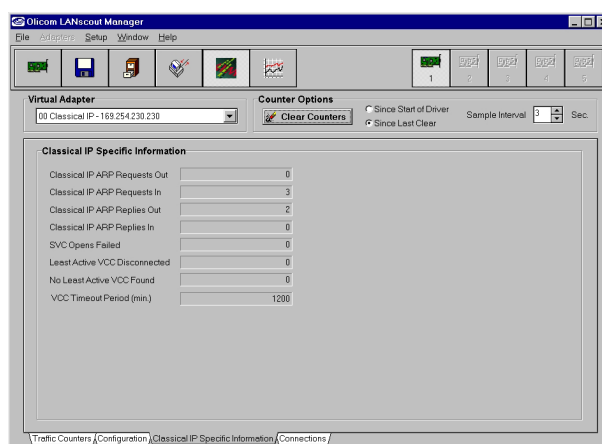 Olicom LANscout Manager
File Adapters Setup Window Help
1 2 3 4 5
Virtual Adapter
00 Classical IP - 169.254.230.230
Counter Options
Clear Counters
Since Start of Driver
Since Last Clear
Sample Interval 3 Sec.
Classical IP Specific Information
Classical IP ARP Requests Out 0
Classical IP ARP Requests In 3
Classical IP ARP Replies Out 2
Classical IP ARP Replies In 0
SVC Opens Failed 0
Least Active VCC Disconnected 0
No Least Active VCC Found 0
VCC Timeout Period (min.) 1200
Traffic Counters Configuration Classical IP Specific Information Connections